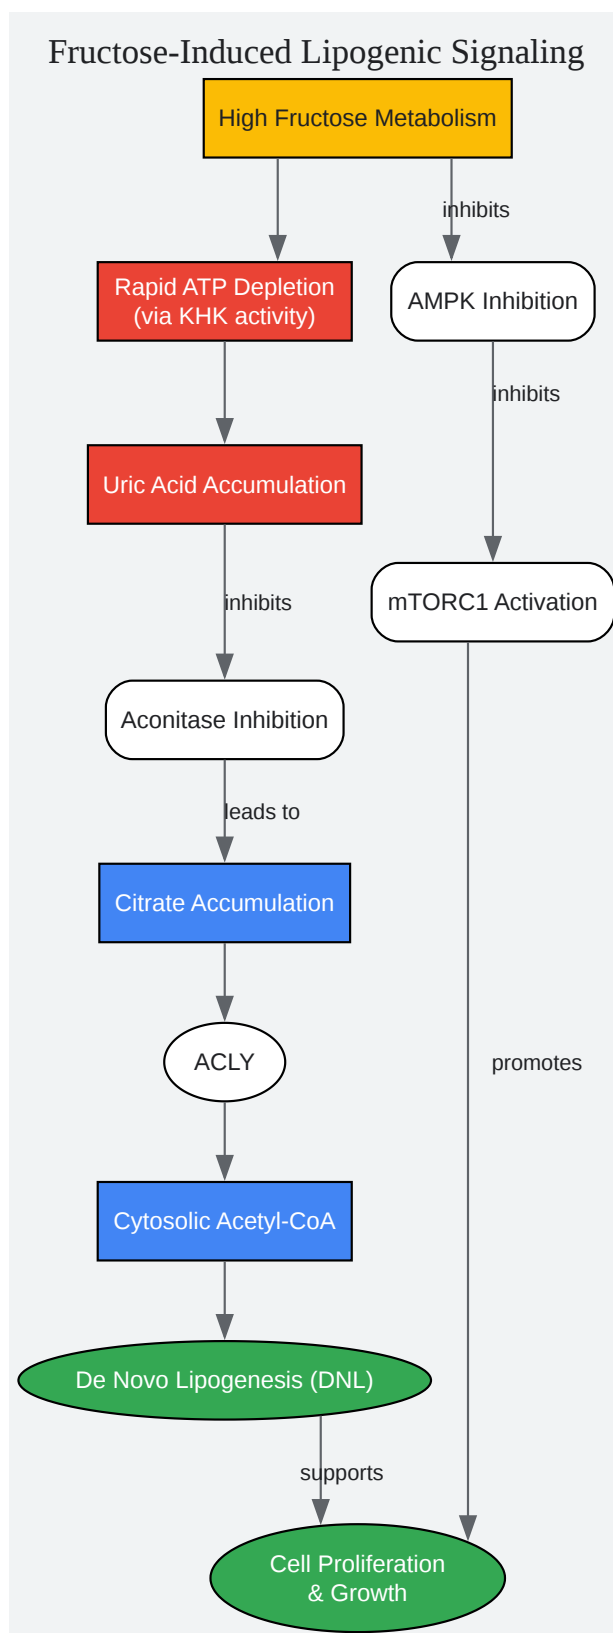 Fructose-Induced Lipogenic Signaling
High Fructose Metabolism
inhibits
Rapid ATP Depletion
(via KHK activity)
AMPK Inhibition
inhibits
Uric Acid Accumulation
mTORC1 Activation
inhibits
Aconitase Inhibition
leads to
Citrate Accumulation
ACLY
promotes
Cytosolic Acetyl-CoA
De Novo Lipogenesis (DNL)
supports
Cell Proliferation
& Growth